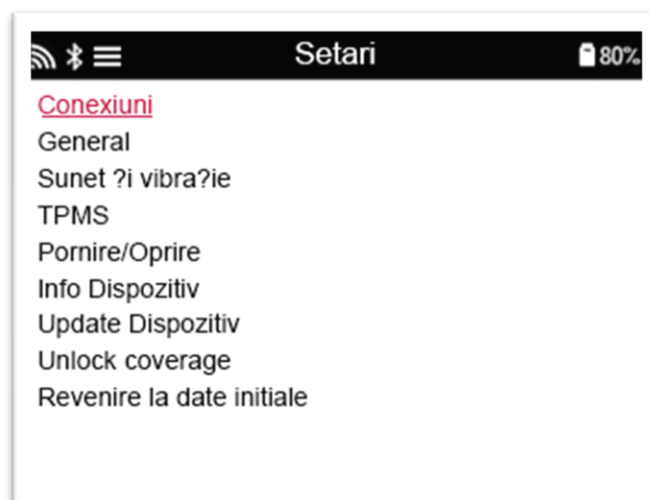 Setari
80%
Conexiuni
General
Sunet ?i vibra?ie
TPMS
Pornire/Oprire
Info Dispozitiv
Update Dispozitiv
Unlock coverage
Revenire la date initiale